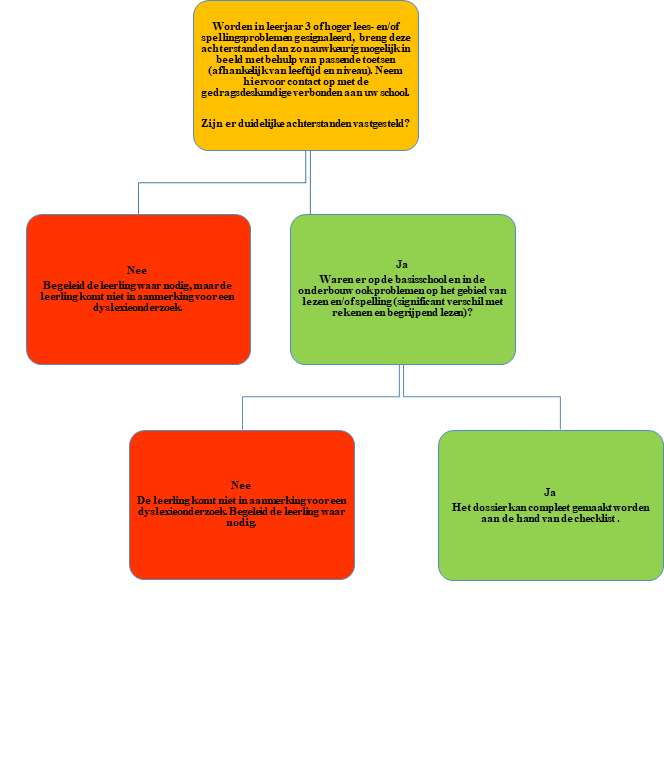 Worden in leerjaar 3 of hoger lees- en/of
spellingsproblemen gesignaleerd, breng deze
achterstanden dan zo nauwkeurig mogelijk in
beeld met behulp van passende toetsen
(afhankelijk van leeftijd en niveau). Neem
hiervoor contact op met de
gedragsdeskundige verbonden aan uw school.
Zijn er duidelijke achterstanden vastgesteld?
Nee
Begeleid de leerling waar nodig, maar de
leerling komt niet in aanmerking voor een
dyslexieonderzoek.
Ja
Waren er op de basisschool en in de
onderbouw ook problemen op het gebied van
lezen en/of spelling (significant verschil met
rekenen en begrijpend lezen)?
Nee
De leerling komt niet in aanmerking voor een
dyslexieonderzoek. Begeleid de leerling waar
nodig.
Ja
Het dossier kan compleet gemaakt worden
aan de hand van de checklist .